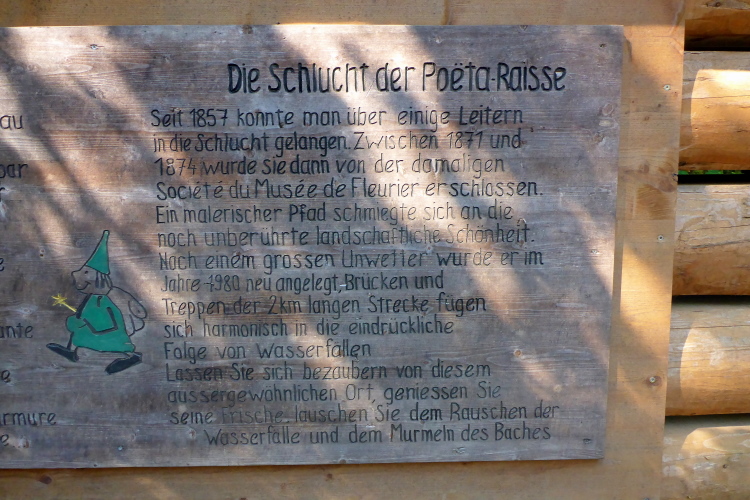 Die Schlucht der Poëta-Raisse
Seit 1857 konnte man über einige Leitern
in die Schlucht gelangen. Zwischen 1871 und
1874 wurde sie dann von der damaligen
Société du Musée de Fleurier erschlossen.
Ein malerischer Pfad schmiegte sich an die
noch unberührte landschaftliche Schönheit.
Nach einem grossen Unwetter wurde er im
Jahre 1980 neu angelegt. Brücken und
Treppen der 2km langen Strecke fügen
sich harmonisch in die eindrückliche
Folge von Wasserfällen
Lassen Sie sich bezaubern von diesem
aussergewöhnlichen Ort, geniessen Sie
seine Frische, lauschen Sie dem Rauschen der
Wasserfälle und dem Murmeln des Baches